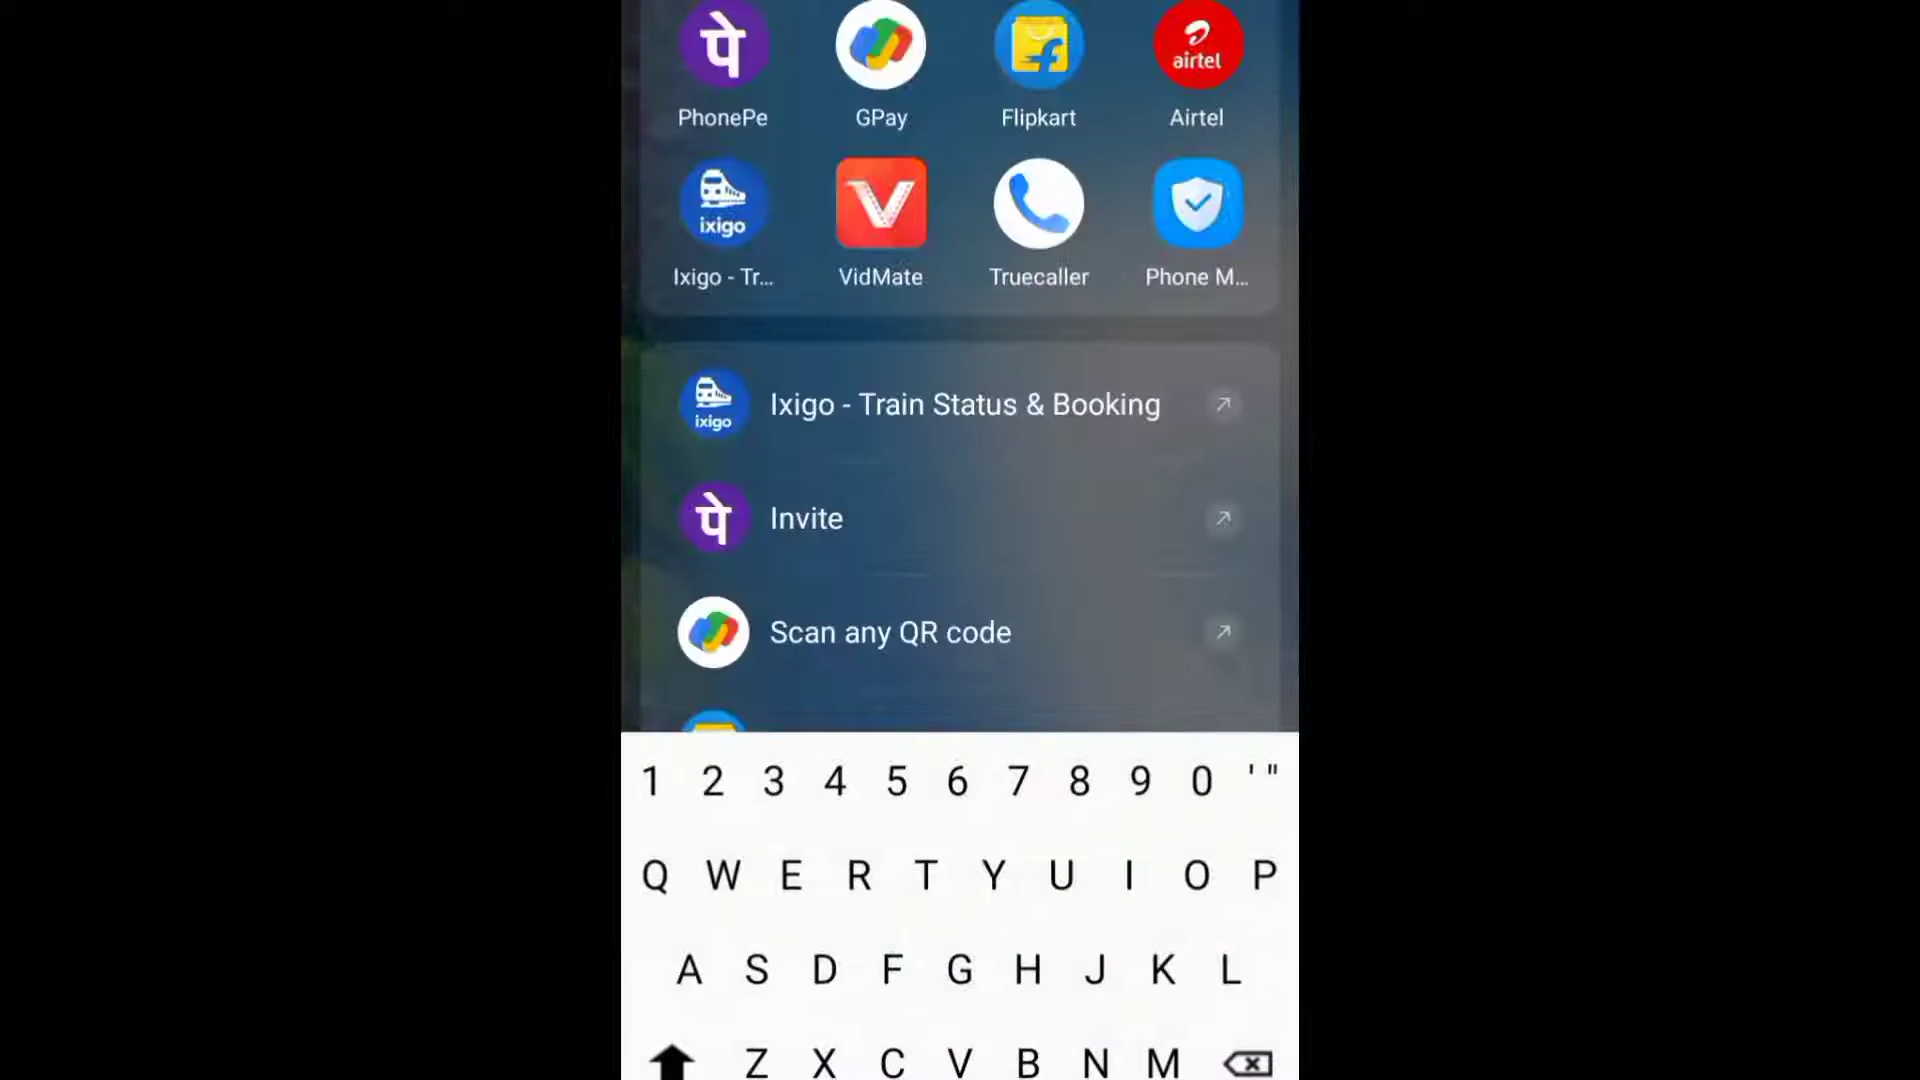 पे
airtel
PhonePe GPay Flipkart Airtel
ixigo
Ixigo - Tr... VidMate Truecaller Phone M...
ixigo
Ixigo - Train Status & Booking
पे
Invite
Scan any QR code
1 2 3 4 5 6 7 8 9 0 ' "
Q W E R T Y U I O P
A S D F G H J K L
Z X C V B N M